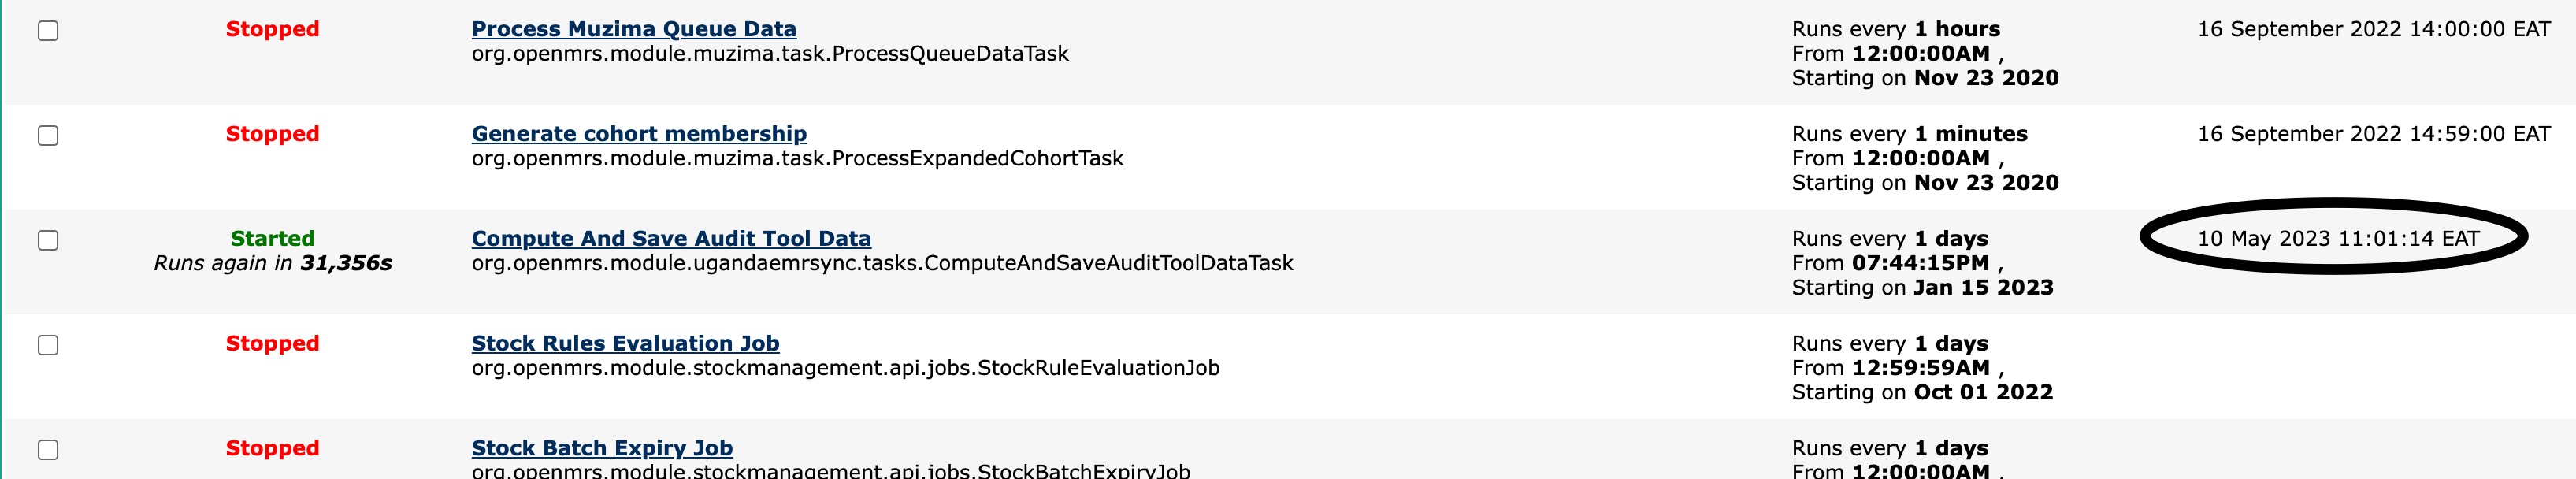 Stopped
Process Muzima Queue Data
org.openmrs.module.muzima.task.ProcessQueueDataTask
Runs every 1 hours
From 12:00:00AM ,
Starting on Nov 23 2020
16 September 2022 14:00:00 EAT
Stopped
Generate cohort membership
org.openmrs.module.muzima.task.ProcessExpandedCohortTask
Runs every 1 minutes
From 12:00:00AM ,
Starting on Nov 23 2020
16 September 2022 14:59:00 EAT
Started
Runs again in 31,356s
Compute And Save Audit Tool Data
org.openmrs.module.ugandaemrsync.tasks.ComputeAndSaveAuditToolDataTask
Runs every 1 days
From 07:44:15PM ,
Starting on Jan 15 2023
10 May 2023 11:01:14 EAT
Stopped
Stock Rules Evaluation Job
org.openmrs.module.stockmanagement.api.jobs.StockRuleEvaluationJob
Runs every 1 days
From 12:59:59AM ,
Starting on Oct 01 2022
Stopped
Stock Batch Expiry Job
org.openmrs.module.stockmanagement.api.jobs.StockBatchExpiryJob
Runs every 1 days
From 12:00:00AM ,